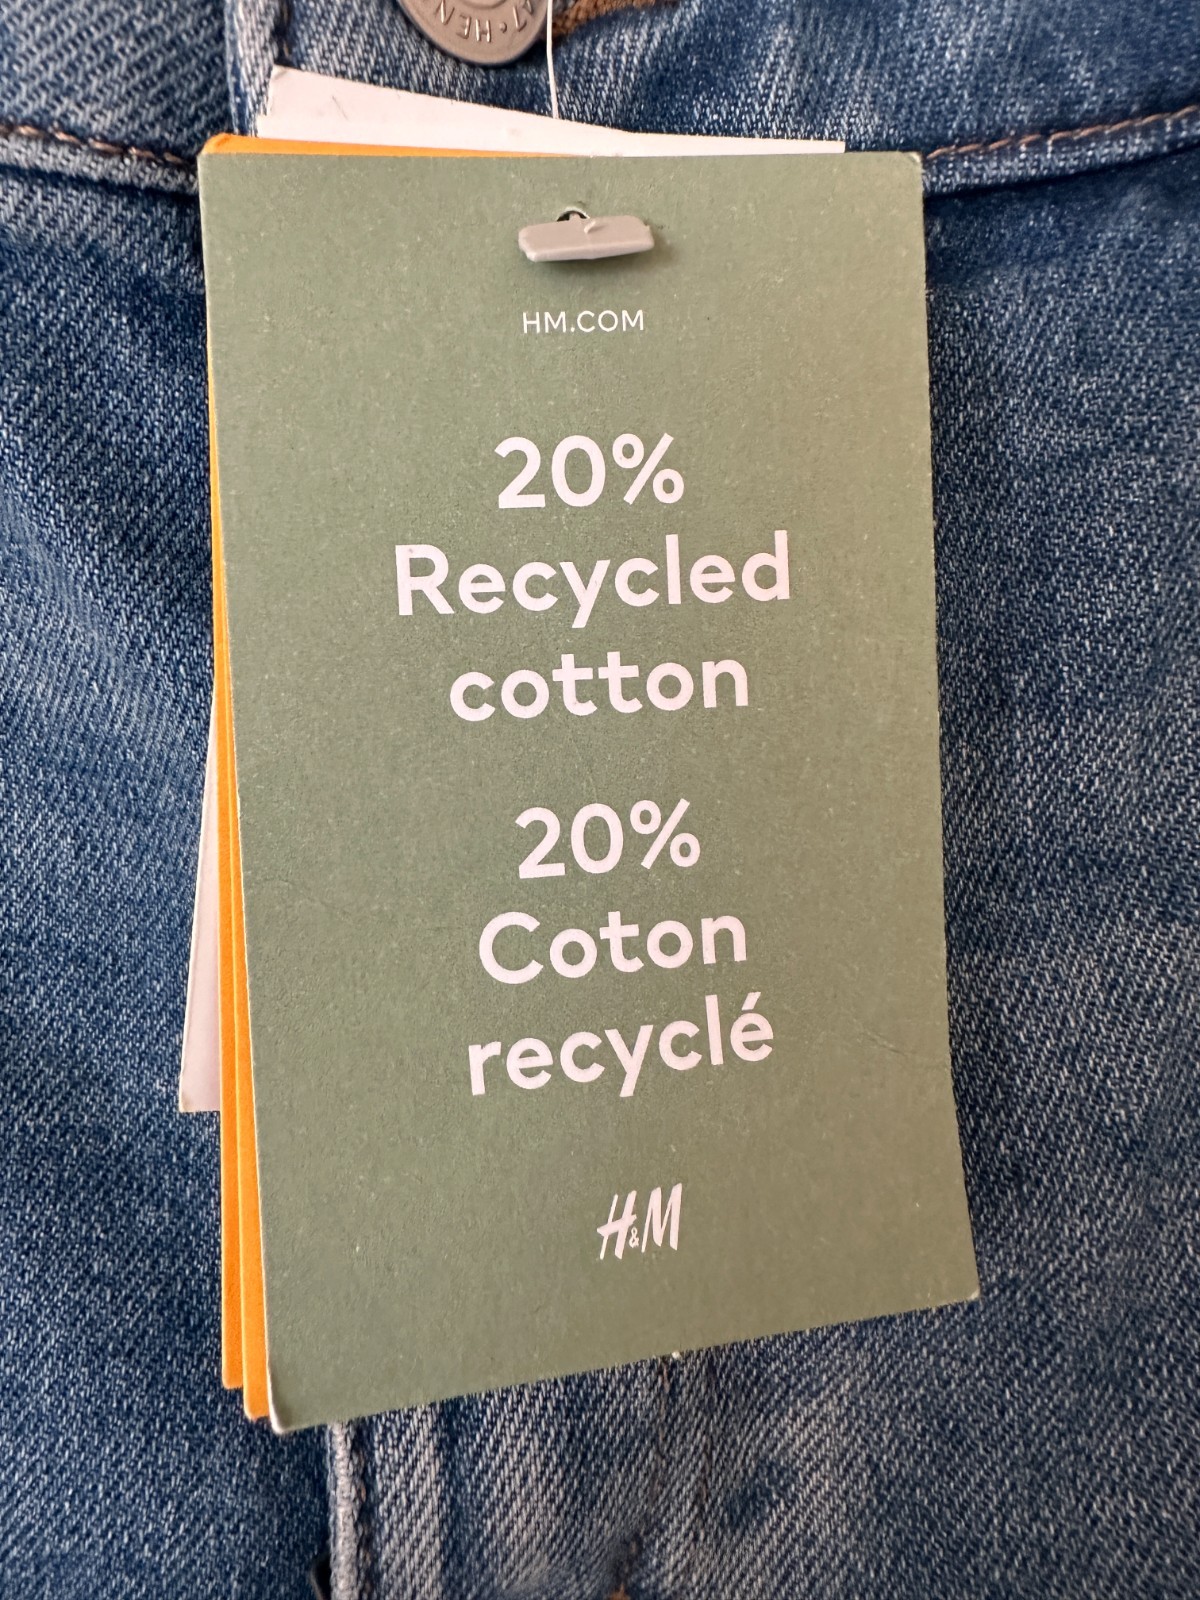 HM.COM
20%
Recycled
cotton
20%
Coton
recyclé
H&M